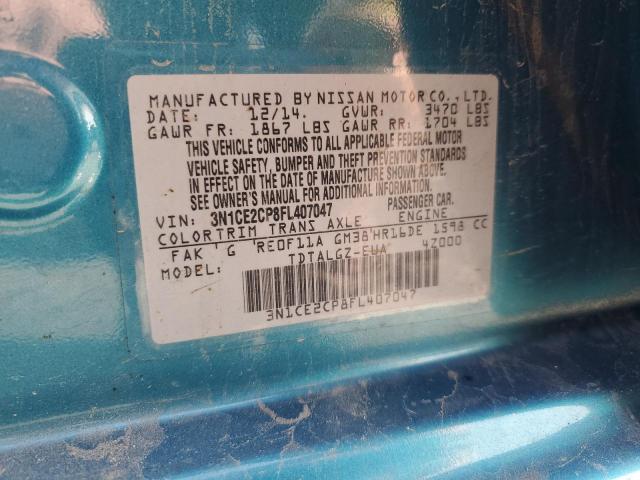 MANUFACTURED BY NISSAN MOTOR CO., LTD.
DATE: 12/14. GVWR: 3470 LBS
GAWR FR: 1867 LBS GAWR RR: 1704 LBS
THIS VEHICLE CONFORMS TO ALL APPLICABLE FEDERAL MOTOR
VEHICLE SAFETY, BUMPER AND THEFT PREVENTION STANDARDS
IN EFFECT ON THE DATE OF MANUFACTURE SHOWN ABOVE.
SEE OWNER'S MANUAL FOR ADDITIONAL INFORMATION.
VIN: 3N1CE2CP8FL407047 PASSENGER CAR.
COLOR TRIM TRANS AXLE ENGINE
FAK G RE0F11A GM38 HR16DE 1598 CC
MODEL: TDTALGZ-EUA 4Z000
3N1CE2CP8FL407047